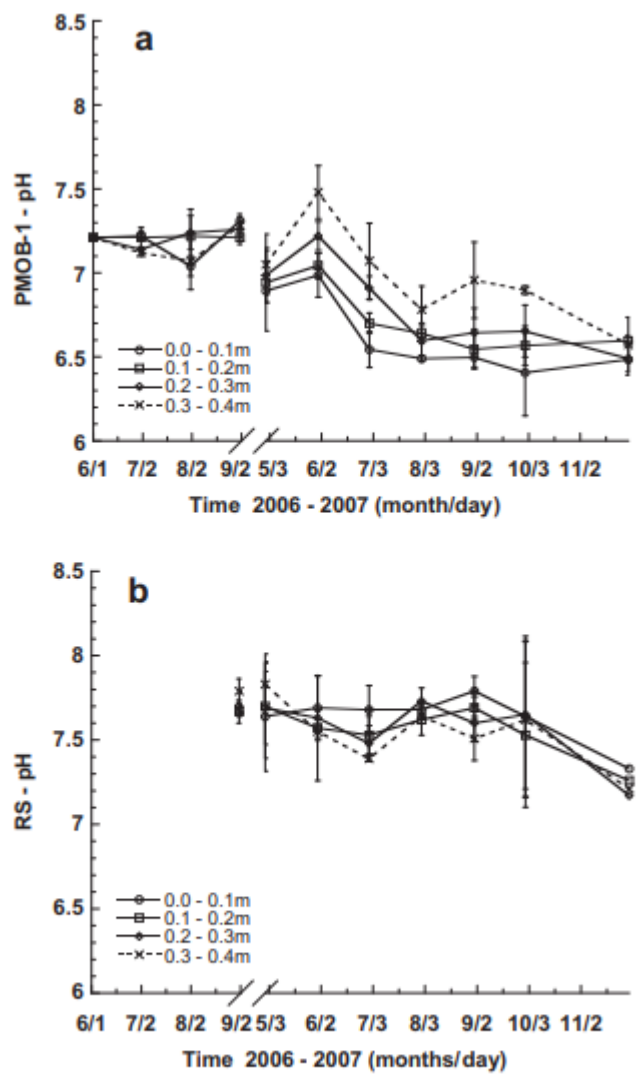 a
8.5
8
7.5
7
6.5
6
PMOB-1 - pH
0.0 - 0.1m
0.1 - 0.2m
0.2 - 0.3m
0.3 - 0.4m
6/1 7/2 8/2 9/2 5/3 6/2 7/3 8/3 9/2 10/3 11/2
Time 2006 - 2007 (month/day)
b
8.5
8
7.5
7
6.5
6
RS - pH
0.0 - 0.1m
0.1 - 0.2m
0.2 - 0.3m
0.3 - 0.4m
6/1 7/2 8/2 9/2 5/3 6/2 7/3 8/3 9/2 10/3 11/2
Time 2006 - 2007 (months/day)